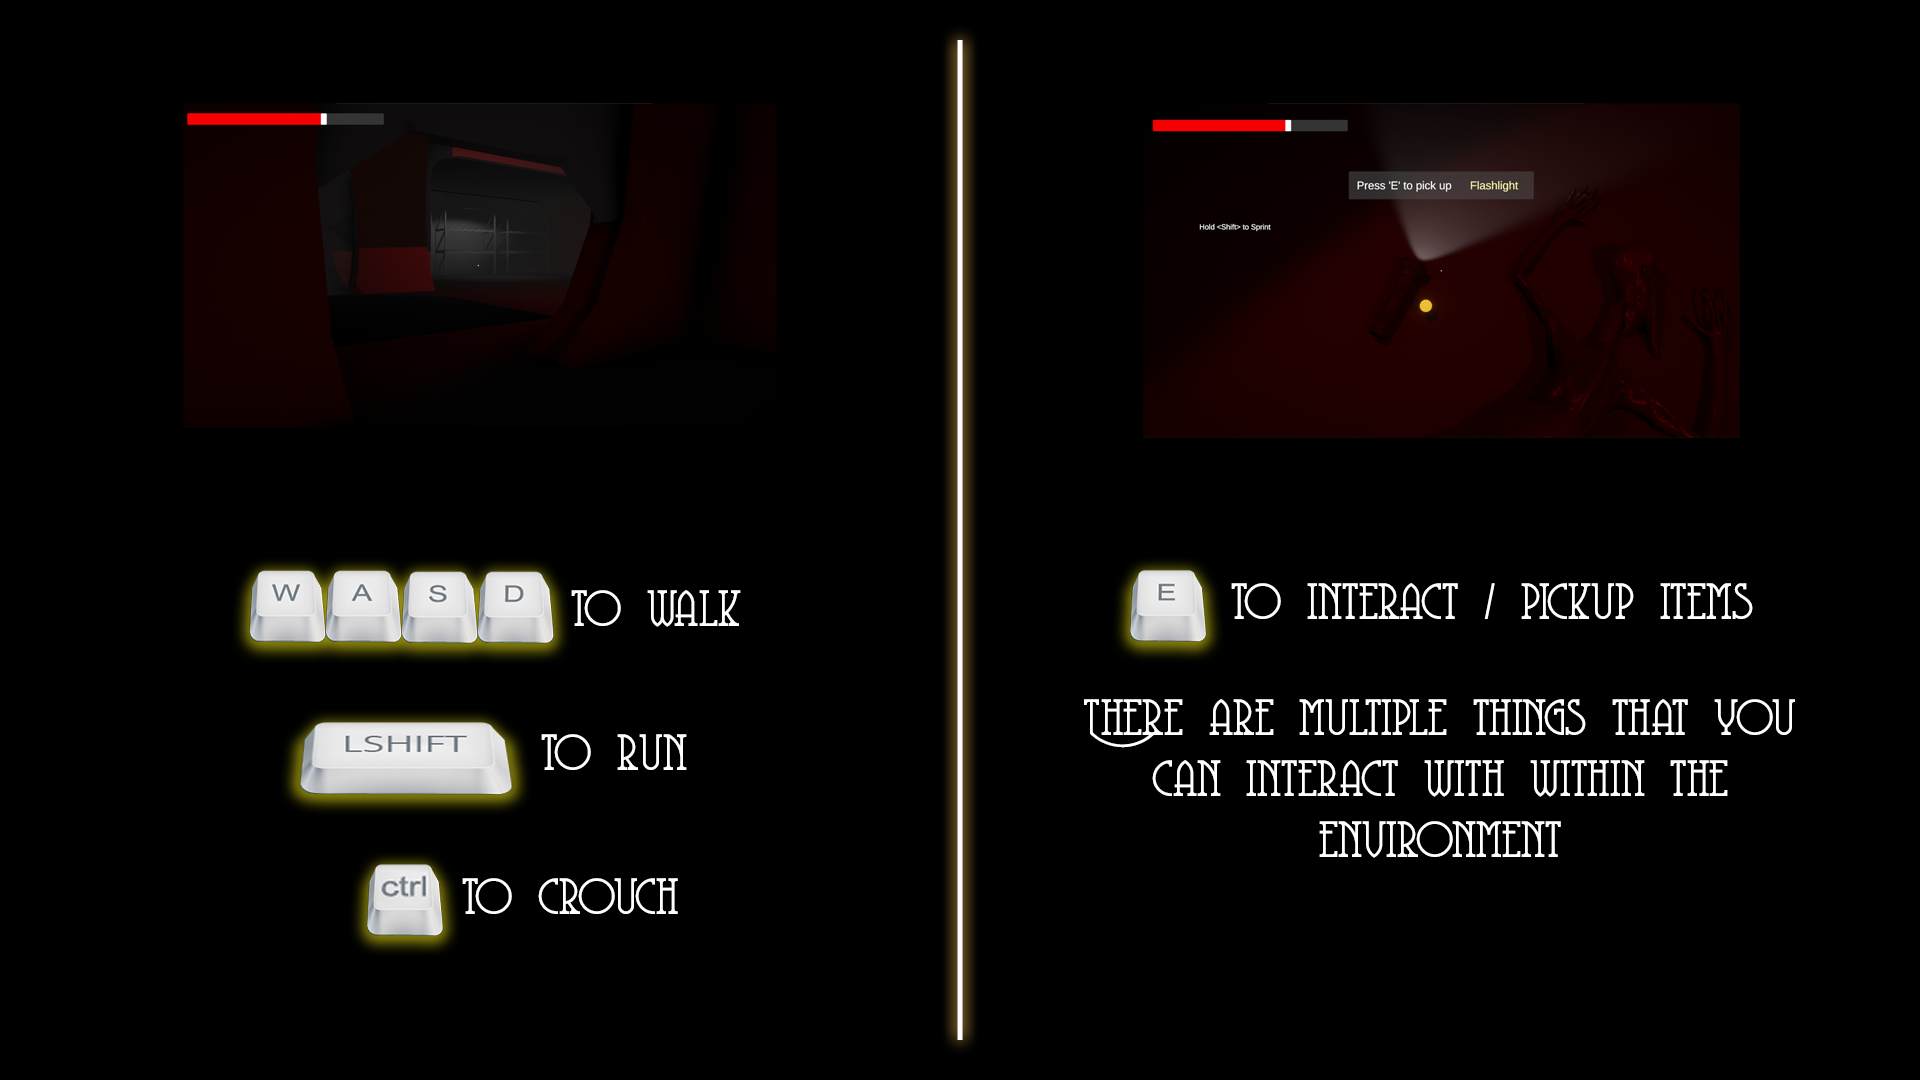 W A S D TO WALK
LSHIFT TO RUN
ctrl TO CROUCH
Press 'E' to pick up Flashlight
Hold <Shift> to Sprint
E TO INTERACT / PICKUP ITEMS
THERE ARE MULTIPLE THINGS THAT YOU
CAN INTERACT WITH WITHIN THE
ENVIRONMENT